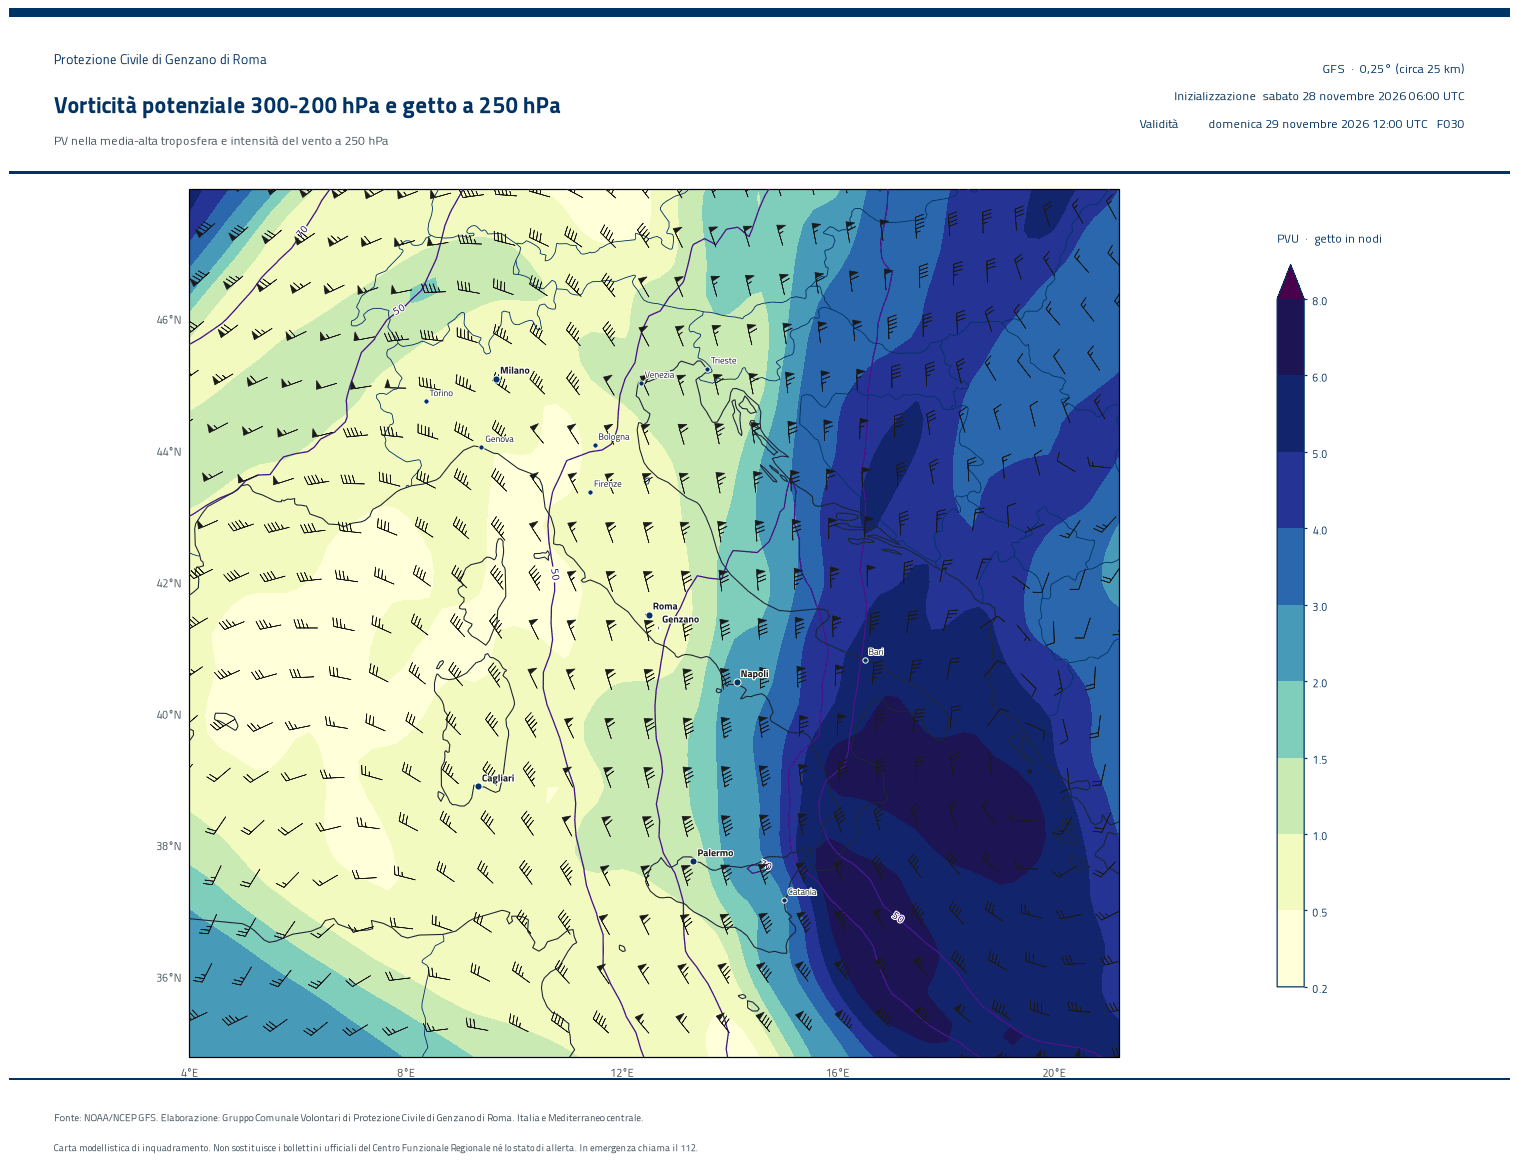 Protezione Civile di Genzano di Roma
Vorticità potenziale 300-200 hPa e getto a 250 hPa
PV nella media-alta troposfera e intensità del vento a 250 hPa
GFS · 0,25° (circa 25 km)
Inizializzazione sabato 28 novembre 2026 06:00 UTC
Validità domenica 29 novembre 2026 12:00 UTC F030
PVU · getto in nodi
8.0
6.0
5.0
4.0
3.0
2.0
1.5
1.0
0.5
0.2
46°N
44°N
42°N
40°N
38°N
36°N
4°E
8°E
12°E
16°E
20°E
50
50
50
Milano
Torino
Venezia
Trieste
Genova
Bologna
Firenze
Roma
Genzano
Napoli
Bari
Cagliari
Palermo
Catania
Fonte: NOAA/NCEP GFS. Elaborazione: Gruppo Comunale Volontari di Protezione Civile di Genzano di Roma. Italia e Mediterraneo centrale.
Carta modellistica di inquadramento. Non sostituisce i bollettini ufficiali del Centro Funzionale Regionale né lo stato di allerta. In emergenza chiama il 112.